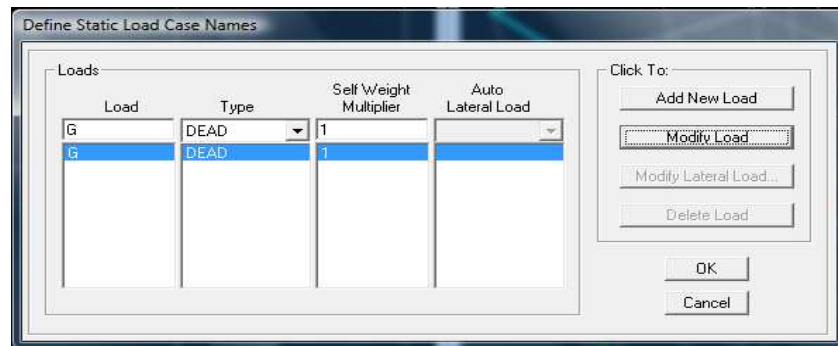 Define Static Load Case Names
Loads
Load Type Self Weight Multiplier Auto Lateral Load
G DEAD 1
G DEAD 1
Click To:
Add New Load
Modify Load
Modify Lateral Load...
Delete Load
OK
Cancel